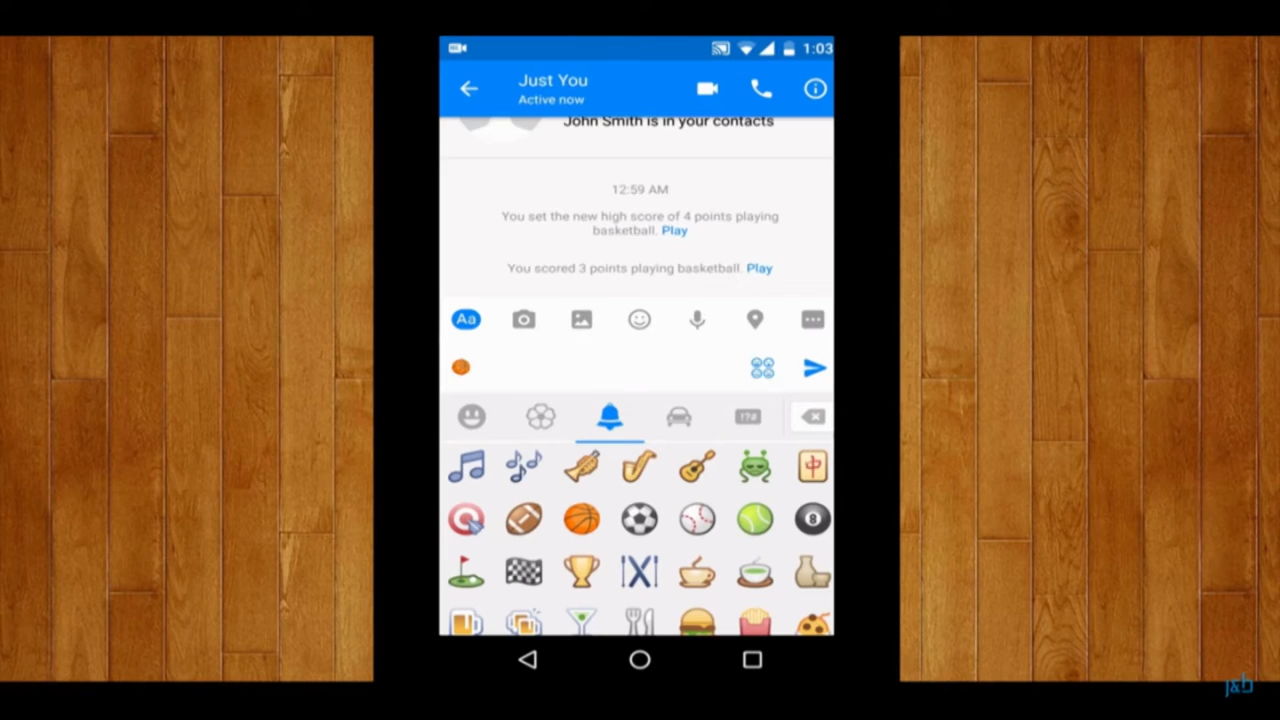 1:03
Just You
Active now
John Smith is in your contacts
12:59 AM
You set the new high score of 4 points playing
basketball. Play
You scored 3 points playing basketball. Play
Aa
!?#
8
j&b